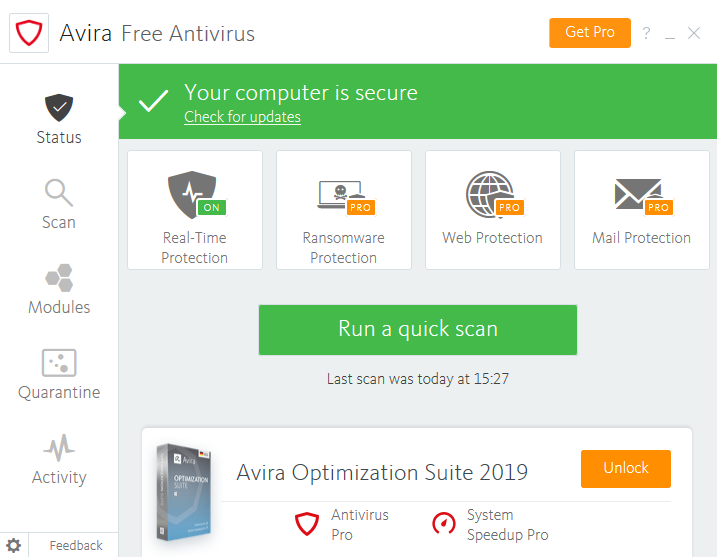 Avira Free Antivirus
Get Pro
?
Status
Scan
Modules
Quarantine
Activity
Feedback
Your computer is secure
Check for updates
ON
Real-Time
Protection
PRO
Ransomware
Protection
PRO
Web Protection
PRO
Mail Protection
Run a quick scan
Last scan was today at 15:27
Avira
OPTIMIZATION
SUITE
Avira Optimization Suite 2019
Unlock
Antivirus
Pro
System
Speedup Pro